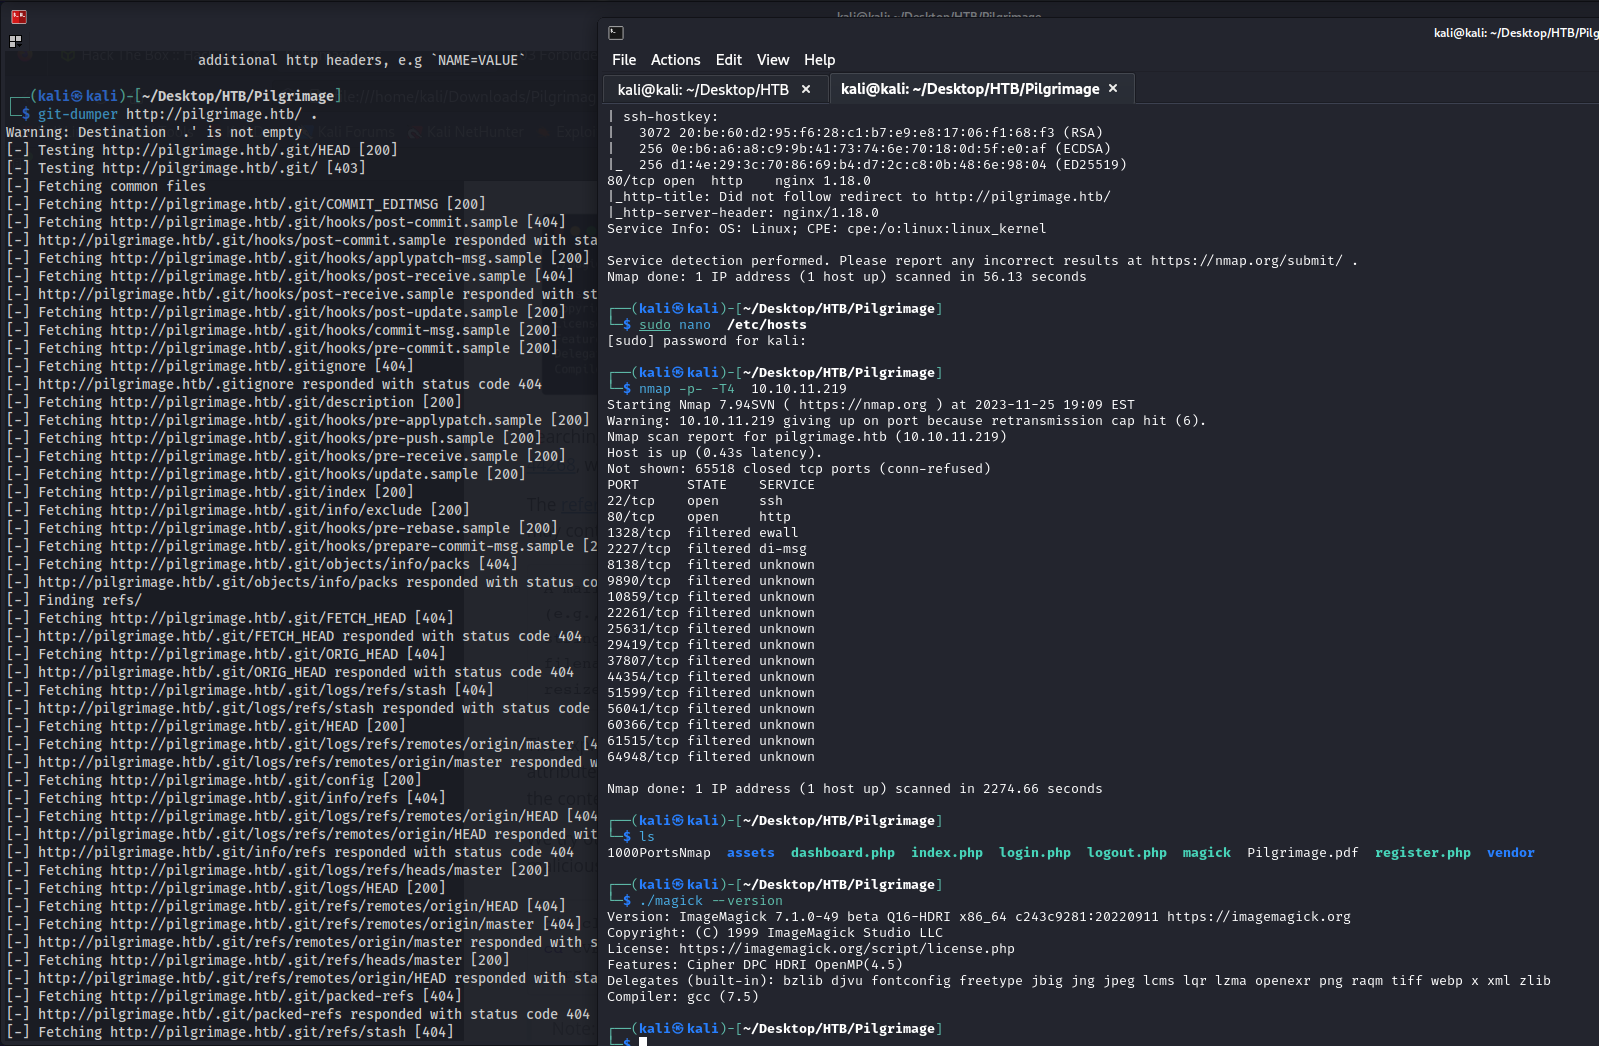 additional http headers, e.g `NAME=VALUE`
┌──(kali㉿kali)-[~/Desktop/HTB/Pilgrimage]
└─$ git-dumper http://pilgrimage.htb/ .
Warning: Destination '.' is not empty
[-] Testing http://pilgrimage.htb/.git/HEAD [200]
[-] Testing http://pilgrimage.htb/.git/ [403]
[-] Fetching common files
[-] Fetching http://pilgrimage.htb/.git/COMMIT_EDITMSG [200]
[-] Fetching http://pilgrimage.htb/.git/hooks/post-commit.sample [404]
[-] http://pilgrimage.htb/.git/hooks/post-commit.sample responded with sta
[-] Fetching http://pilgrimage.htb/.git/hooks/applypatch-msg.sample [200]
[-] Fetching http://pilgrimage.htb/.git/hooks/post-receive.sample [404]
[-] http://pilgrimage.htb/.git/hooks/post-receive.sample responded with st
[-] Fetching http://pilgrimage.htb/.git/hooks/post-update.sample [200]
[-] Fetching http://pilgrimage.htb/.git/hooks/commit-msg.sample [200]
[-] Fetching http://pilgrimage.htb/.git/hooks/pre-commit.sample [200]
[-] Fetching http://pilgrimage.htb/.gitignore [404]
[-] http://pilgrimage.htb/.gitignore responded with status code 404
[-] Fetching http://pilgrimage.htb/.git/description [200]
[-] Fetching http://pilgrimage.htb/.git/hooks/pre-applypatch.sample [200]
[-] Fetching http://pilgrimage.htb/.git/hooks/pre-push.sample [200]
[-] Fetching http://pilgrimage.htb/.git/hooks/pre-receive.sample [200]
[-] Fetching http://pilgrimage.htb/.git/hooks/update.sample [200]
[-] Fetching http://pilgrimage.htb/.git/index [200]
[-] Fetching http://pilgrimage.htb/.git/info/exclude [200]
[-] Fetching http://pilgrimage.htb/.git/hooks/pre-rebase.sample [200]
[-] Fetching http://pilgrimage.htb/.git/hooks/prepare-commit-msg.sample [2
[-] Fetching http://pilgrimage.htb/.git/objects/info/packs [404]
[-] http://pilgrimage.htb/.git/objects/info/packs responded with status co
[-] Finding refs/
[-] Fetching http://pilgrimage.htb/.git/FETCH_HEAD [404]
[-] http://pilgrimage.htb/.git/FETCH_HEAD responded with status code 404
[-] Fetching http://pilgrimage.htb/.git/ORIG_HEAD [404]
[-] http://pilgrimage.htb/.git/ORIG_HEAD responded with status code 404
[-] Fetching http://pilgrimage.htb/.git/logs/refs/stash [404]
[-] http://pilgrimage.htb/.git/logs/refs/stash responded with status code
[-] Fetching http://pilgrimage.htb/.git/HEAD [200]
[-] Fetching http://pilgrimage.htb/.git/logs/refs/remotes/origin/master [4
[-] http://pilgrimage.htb/.git/logs/refs/remotes/origin/master responded w
[-] Fetching http://pilgrimage.htb/.git/config [200]
[-] Fetching http://pilgrimage.htb/.git/info/refs [404]
[-] Fetching http://pilgrimage.htb/.git/logs/refs/remotes/origin/HEAD [404
[-] http://pilgrimage.htb/.git/logs/refs/remotes/origin/HEAD responded wit
[-] http://pilgrimage.htb/.git/info/refs responded with status code 404
[-] Fetching http://pilgrimage.htb/.git/logs/refs/heads/master [200]
[-] Fetching http://pilgrimage.htb/.git/logs/HEAD [200]
[-] Fetching http://pilgrimage.htb/.git/refs/remotes/origin/HEAD [404]
[-] Fetching http://pilgrimage.htb/.git/refs/remotes/origin/master [404]
[-] http://pilgrimage.htb/.git/refs/remotes/origin/master responded with s
[-] Fetching http://pilgrimage.htb/.git/refs/heads/master [200]
[-] http://pilgrimage.htb/.git/refs/remotes/origin/HEAD responded with sta
[-] Fetching http://pilgrimage.htb/.git/packed-refs [404]
[-] http://pilgrimage.htb/.git/packed-refs responded with status code 404
[-] Fetching http://pilgrimage.htb/.git/refs/stash [404]
kali@kali: ~/Desktop/HTB/Pilgrimage
kali@kali: ~/Desktop/HTB/Pilg
File Actions Edit View Help
kali@kali: ~/Desktop/HTB ×
kali@kali: ~/Desktop/HTB/Pilgrimage ×
| ssh-hostkey:
|   3072 20:be:60:d2:95:f6:28:c1:b7:e9:e8:17:06:f1:68:f3 (RSA)
|   256 0e:b6:a6:a8:c9:9b:41:73:74:6e:70:18:0d:5f:e0:af (ECDSA)
|_  256 d1:4e:29:3c:70:86:69:b4:d7:2c:c8:0b:48:6e:98:04 (ED25519)
80/tcp open  http    nginx 1.18.0
|_http-title: Did not follow redirect to http://pilgrimage.htb/
|_http-server-header: nginx/1.18.0
Service Info: OS: Linux; CPE: cpe:/o:linux:linux_kernel
Service detection performed. Please report any incorrect results at https://nmap.org/submit/ .
Nmap done: 1 IP address (1 host up) scanned in 56.13 seconds
┌──(kali㉿kali)-[~/Desktop/HTB/Pilgrimage]
└─$ sudo nano  /etc/hosts
[sudo] password for kali:
┌──(kali㉿kali)-[~/Desktop/HTB/Pilgrimage]
└─$ nmap -p- -T4  10.10.11.219
Starting Nmap 7.94SVN ( https://nmap.org ) at 2023-11-25 19:09 EST
Warning: 10.10.11.219 giving up on port because retransmission cap hit (6).
Nmap scan report for pilgrimage.htb (10.10.11.219)
Host is up (0.43s latency).
Not shown: 65518 closed tcp ports (conn-refused)
PORT      STATE    SERVICE
22/tcp    open     ssh
80/tcp    open     http
1328/tcp  filtered ewall
2227/tcp  filtered di-msg
8138/tcp  filtered unknown
9890/tcp  filtered unknown
10859/tcp filtered unknown
22261/tcp filtered unknown
25631/tcp filtered unknown
29419/tcp filtered unknown
37807/tcp filtered unknown
44354/tcp filtered unknown
51599/tcp filtered unknown
56041/tcp filtered unknown
60366/tcp filtered unknown
61515/tcp filtered unknown
64948/tcp filtered unknown
Nmap done: 1 IP address (1 host up) scanned in 2274.66 seconds
┌──(kali㉿kali)-[~/Desktop/HTB/Pilgrimage]
└─$ ls
1000PortsNmap  assets  dashboard.php  index.php  login.php  logout.php  magick  Pilgrimage.pdf  register.php  vendor
┌──(kali㉿kali)-[~/Desktop/HTB/Pilgrimage]
└─$ ./magick --version
Version: ImageMagick 7.1.0-49 beta Q16-HDRI x86_64 c243c9281:20220911 https://imagemagick.org
Copyright: (C) 1999 ImageMagick Studio LLC
License: https://imagemagick.org/script/license.php
Features: Cipher DPC HDRI OpenMP(4.5)
Delegates (built-in): bzlib djvu fontconfig freetype jbig jng jpeg lcms lqr lzma openexr png raqm tiff webp x xml zlib
Compiler: gcc (7.5)
┌──(kali㉿kali)-[~/Desktop/HTB/Pilgrimage]
└─$